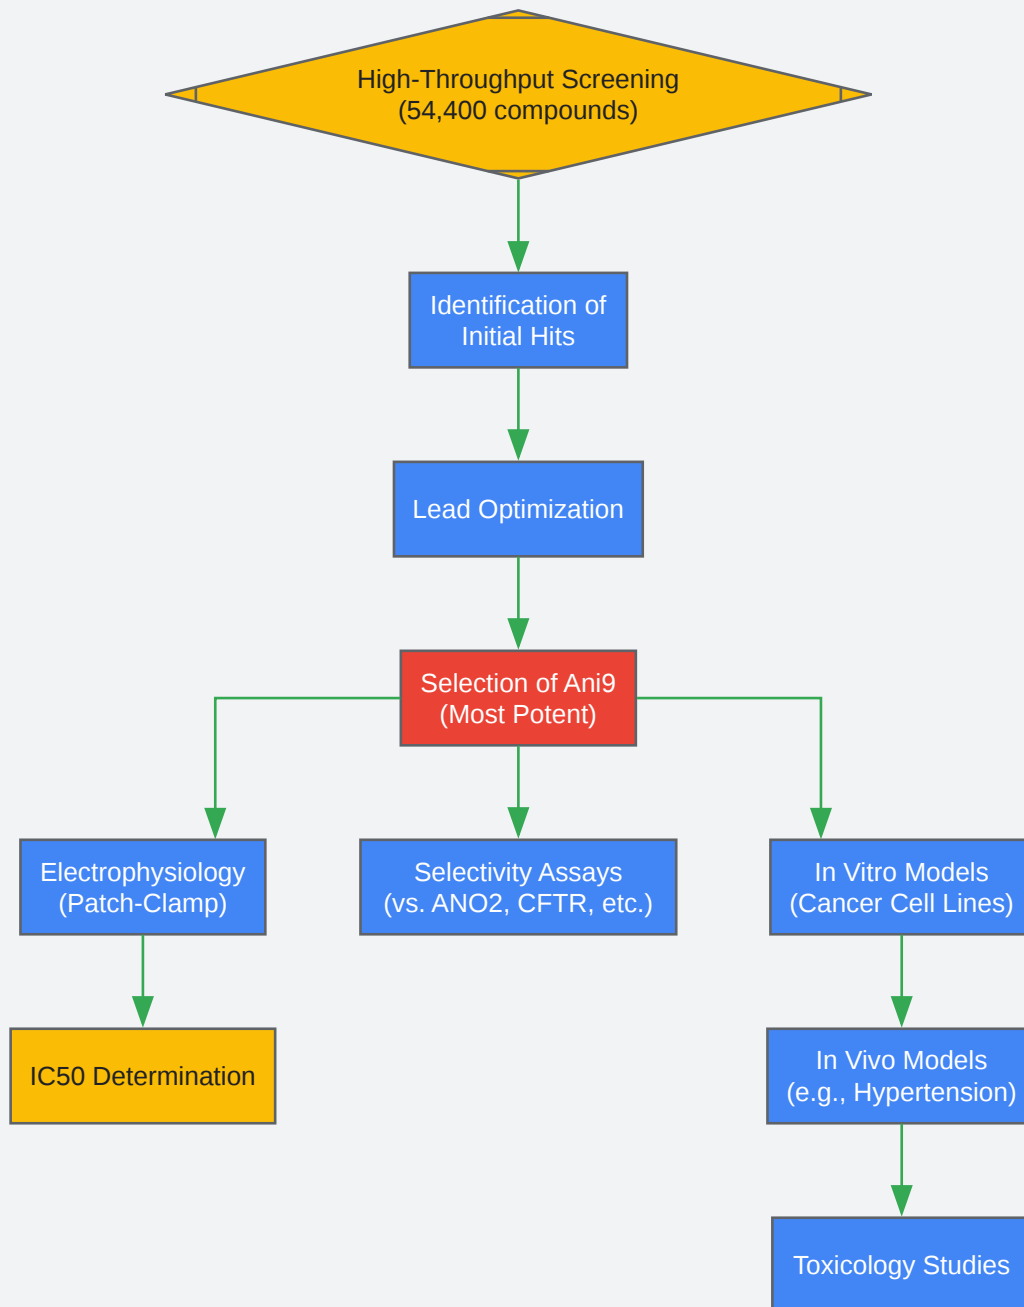 High-Throughput Screening
(54,400 compounds)
Identification of
Initial Hits
Lead Optimization
Selection of Ani9
(Most Potent)
Electrophysiology
(Patch-Clamp)
Selectivity Assays
(vs. ANO2, CFTR, etc.)
In Vitro Models
(Cancer Cell Lines)
IC50 Determination
In Vivo Models
(e.g., Hypertension)
Toxicology Studies